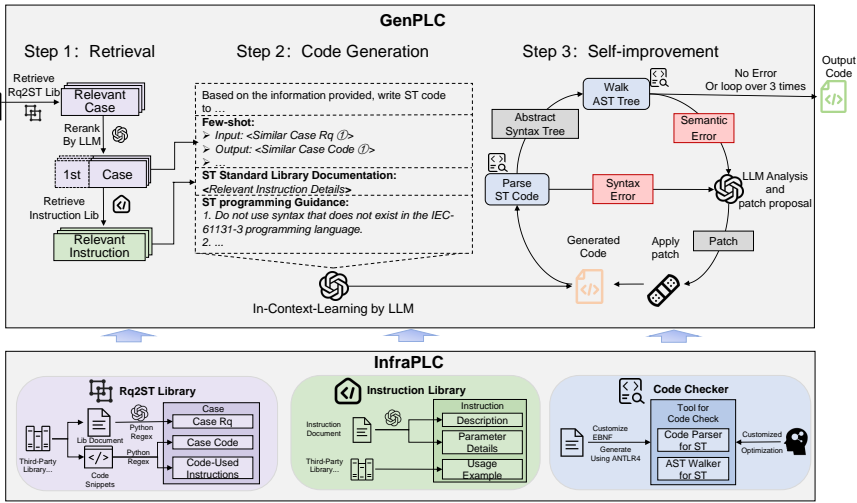 GenPLC
Step 1: Retrieval
Retrieve
Rq2ST Lib
Relevant
Case
Rerank
By LLM
1st
Case
Retrieve
Instruction Lib
Relevant
Instruction
Step 2: Code Generation
Based on the information provided, write ST code
to …
Few-shot:
➢ Input: <Similar Case Rq ①>
➢ Output: <Similar Case Code ①>
➢ …
ST Standard Library Documentation:
<Relevant Instruction Details>
ST programming Guidance:
1. Do not use syntax that does not exist in the IEC-
61131-3 programming language.
2. ...
In-Context-Learning by LLM
Step 3: Self-improvement
Walk
AST Tree
No Error
Or loop over 3 times
Output
Code
Abstract
Syntax Tree
Semantic
Error
Parse
ST Code
Syntax
Error
LLM Analysis
and
patch proposal
Patch
Apply
patch
Generated
Code
InfraPLC
Rq2ST Library
Third-Party
Library...
Lib Document
Python
Regex
Code
Snippets
Python
Regex
Case
Case Rq
Case Code
Code-Used
Instructions
Instruction Library
Instruction
Document
Third-Party
Library...
Instruction
Description
Parameter
Details
Usage
Example
Code Checker
Customize
EBNF
Generate
Using ANTLR4
Tool for
Code Check
Code Parser
for ST
AST Walker
for ST
Customized
Optimization